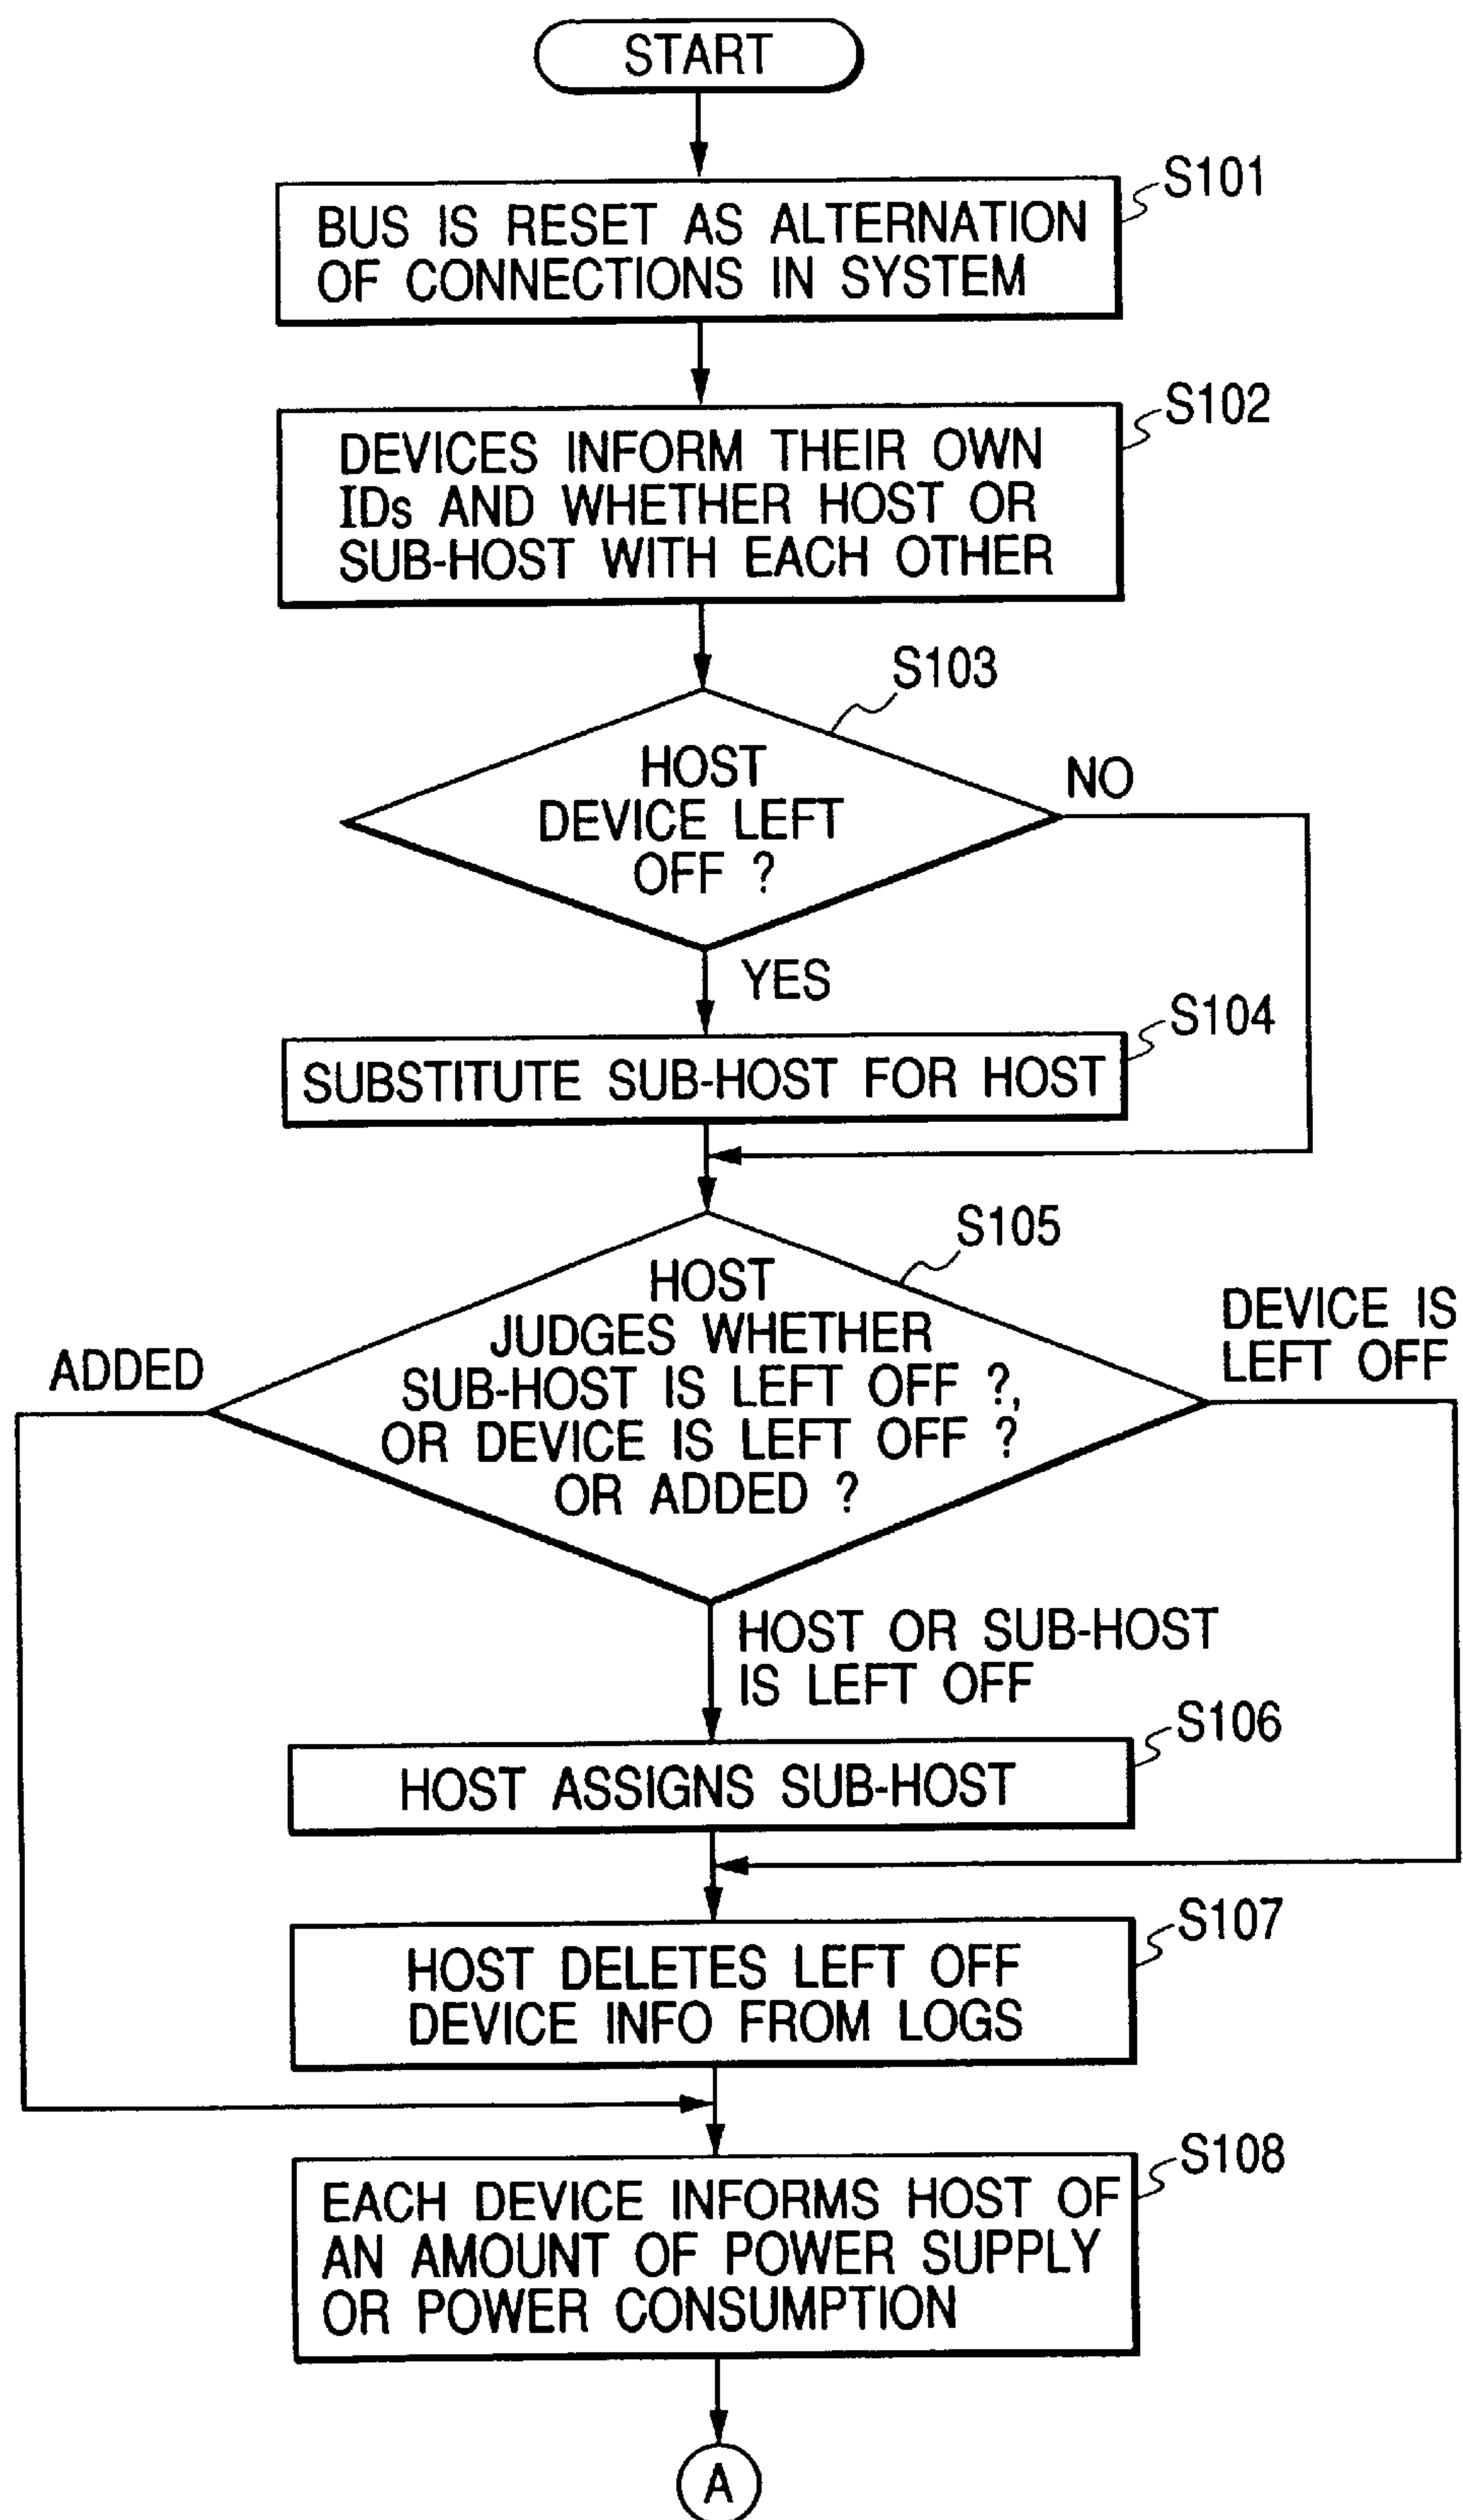 START
S101
BUS IS RESET AS ALTERNATION
OF CONNECTIONS IN SYSTEM
S102
DEVICES INFORM THEIR OWN
IDs AND WHETHER HOST OR
SUB-HOST WITH EACH OTHER
S103
HOST
DEVICE LEFT
OFF ?
NO
YES
S104
SUBSTITUTE SUB-HOST FOR HOST
S105
HOST
JUDGES WHETHER
SUB-HOST IS LEFT OFF ?,
OR DEVICE IS LEFT OFF ?
OR ADDED ?
ADDED
DEVICE IS
LEFT OFF
HOST OR SUB-HOST
IS LEFT OFF
S106
HOST ASSIGNS SUB-HOST
S107
HOST DELETES LEFT OFF
DEVICE INFO FROM LOGS
S108
EACH DEVICE INFORMS HOST OF
AN AMOUNT OF POWER SUPPLY
OR POWER CONSUMPTION
A